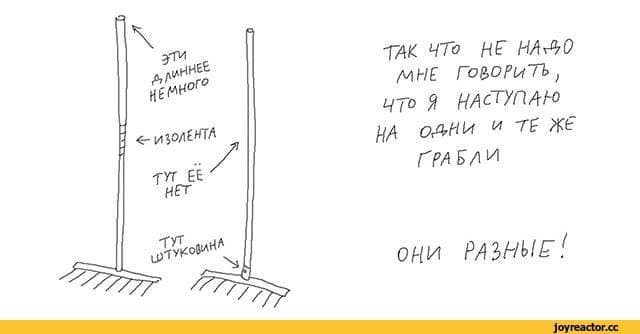 ЭТИ
ДЛИННЕЕ
НЕМНОГО
ИЗОЛЕНТА
ТУТ ЕЁ
НЕТ
ТУТ
ШТУКОВИНА
ТАК ЧТО НЕ НАДО
МНЕ ГОВОРИТЬ,
ЧТО Я НАСТУПАЮ
НА ОДНИ И ТЕ ЖЕ
ГРАБЛИ
ОНИ РАЗНЫЕ!
joyreactor.cc